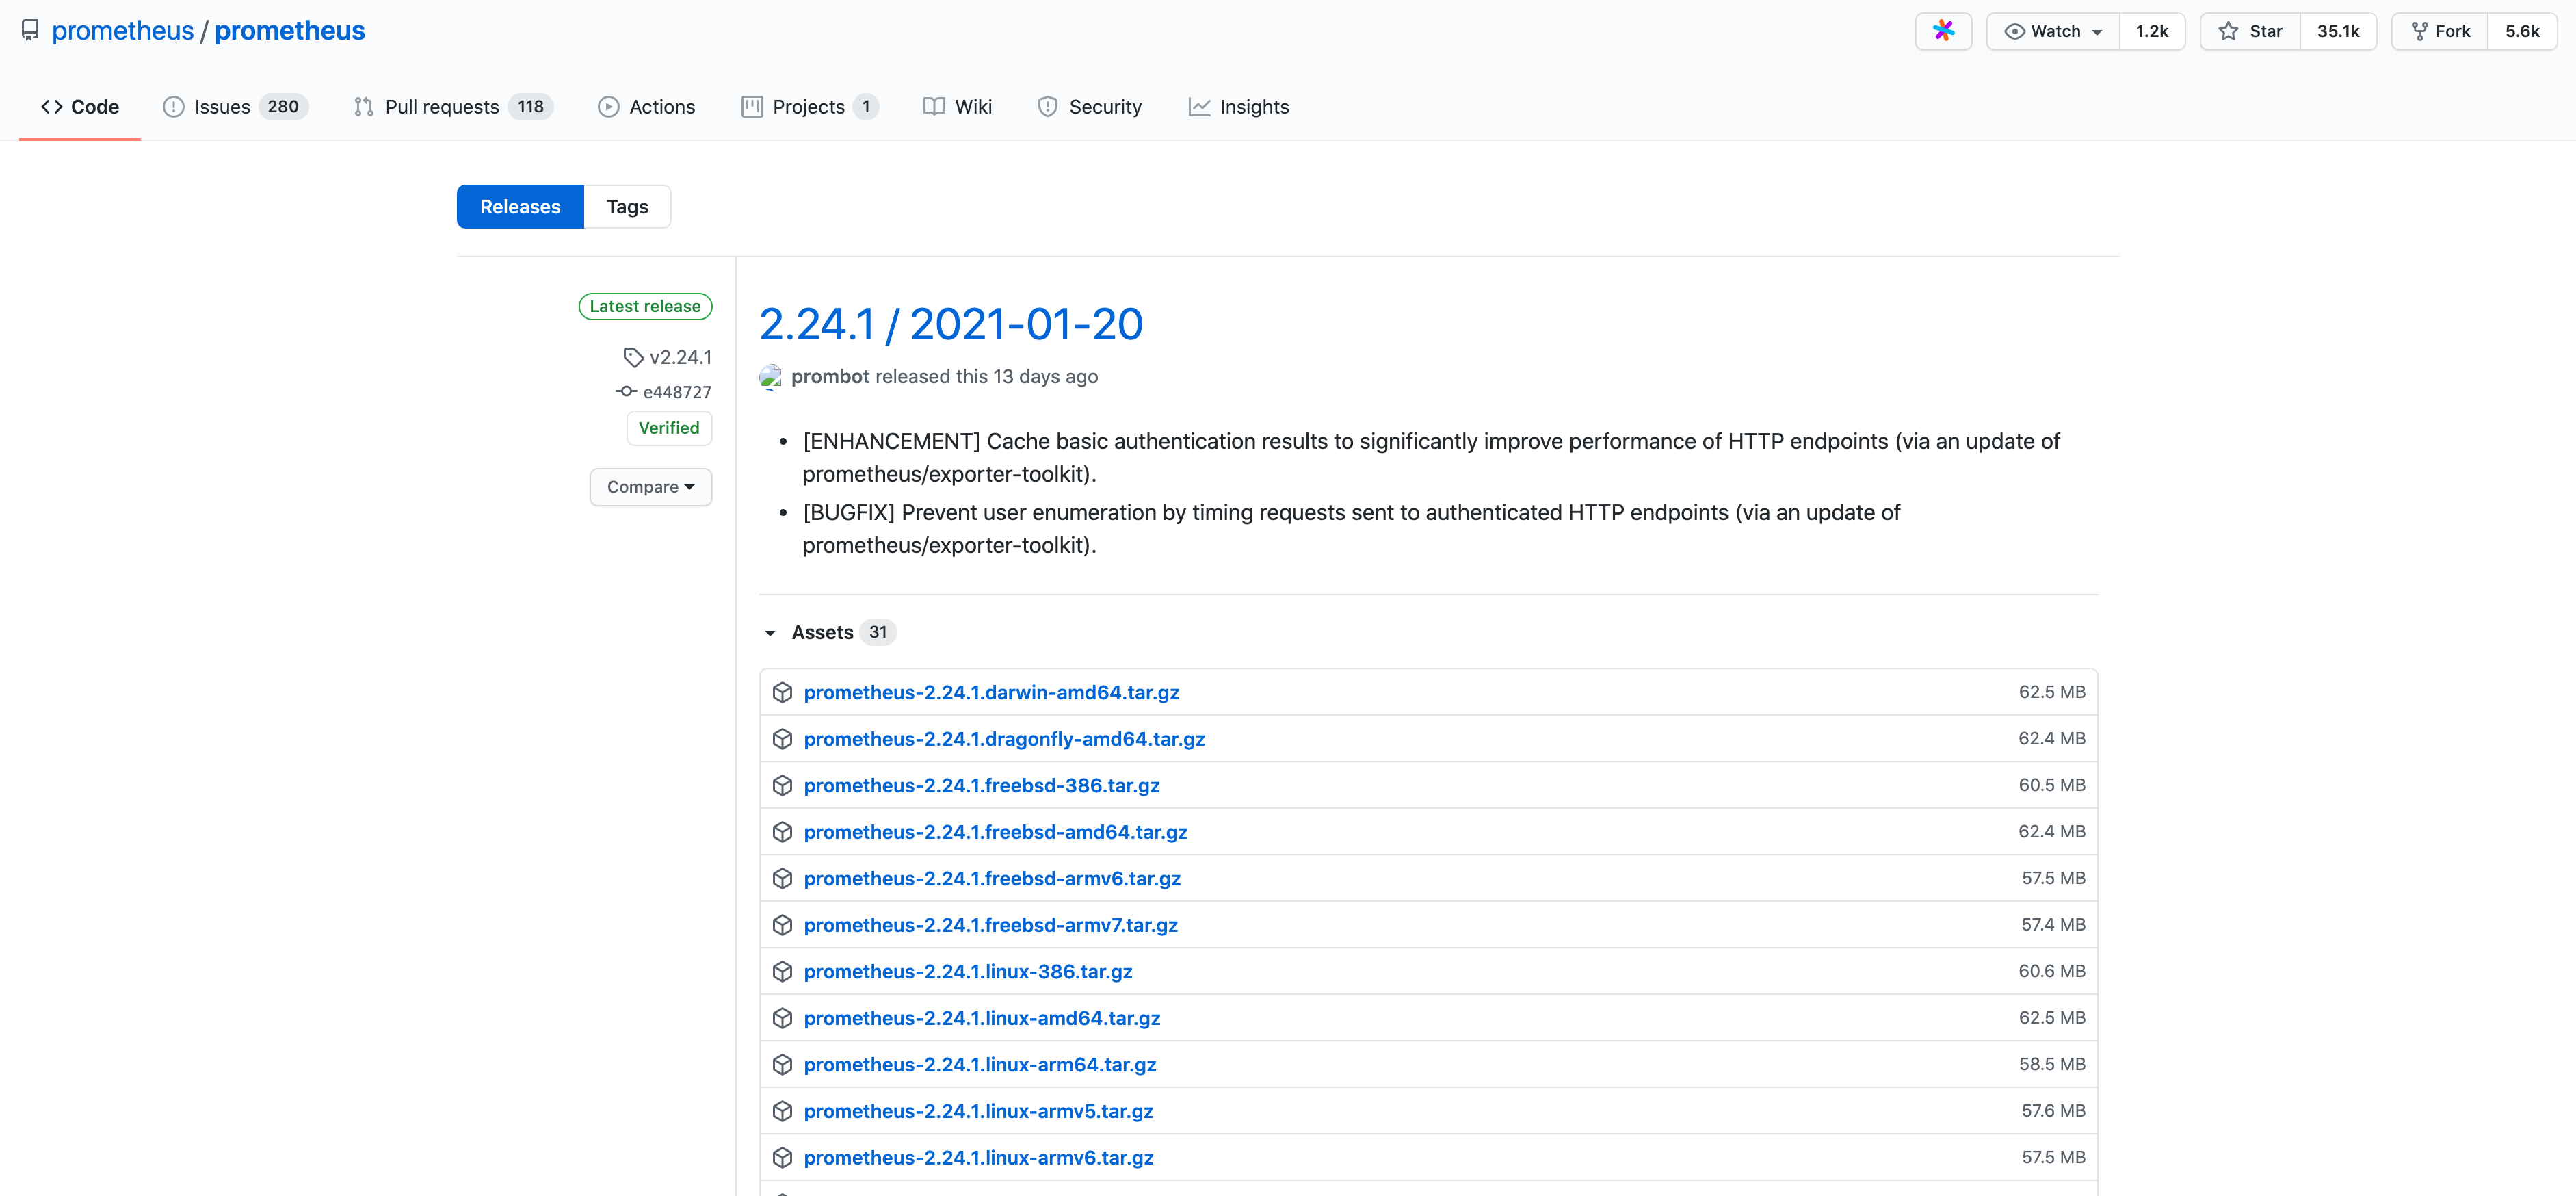 prometheus / prometheus
Watch 1.2k Star 35.1k Fork 5.6k
Code Issues 280 Pull requests 118 Actions Projects 1 Wiki Security Insights
Releases Tags
Latest release
v2.24.1
e448727
Verified
Compare
2.24.1 / 2021-01-20
prombot released this 13 days ago
[ENHANCEMENT] Cache basic authentication results to significantly improve performance of HTTP endpoints (via an update of
prometheus/exporter-toolkit).
[BUGFIX] Prevent user enumeration by timing requests sent to authenticated HTTP endpoints (via an update of
prometheus/exporter-toolkit).
Assets 31
prometheus-2.24.1.darwin-amd64.tar.gz 62.5 MB
prometheus-2.24.1.dragonfly-amd64.tar.gz 62.4 MB
prometheus-2.24.1.freebsd-386.tar.gz 60.5 MB
prometheus-2.24.1.freebsd-amd64.tar.gz 62.4 MB
prometheus-2.24.1.freebsd-armv6.tar.gz 57.5 MB
prometheus-2.24.1.freebsd-armv7.tar.gz 57.4 MB
prometheus-2.24.1.linux-386.tar.gz 60.6 MB
prometheus-2.24.1.linux-amd64.tar.gz 62.5 MB
prometheus-2.24.1.linux-arm64.tar.gz 58.5 MB
prometheus-2.24.1.linux-armv5.tar.gz 57.6 MB
prometheus-2.24.1.linux-armv6.tar.gz 57.5 MB